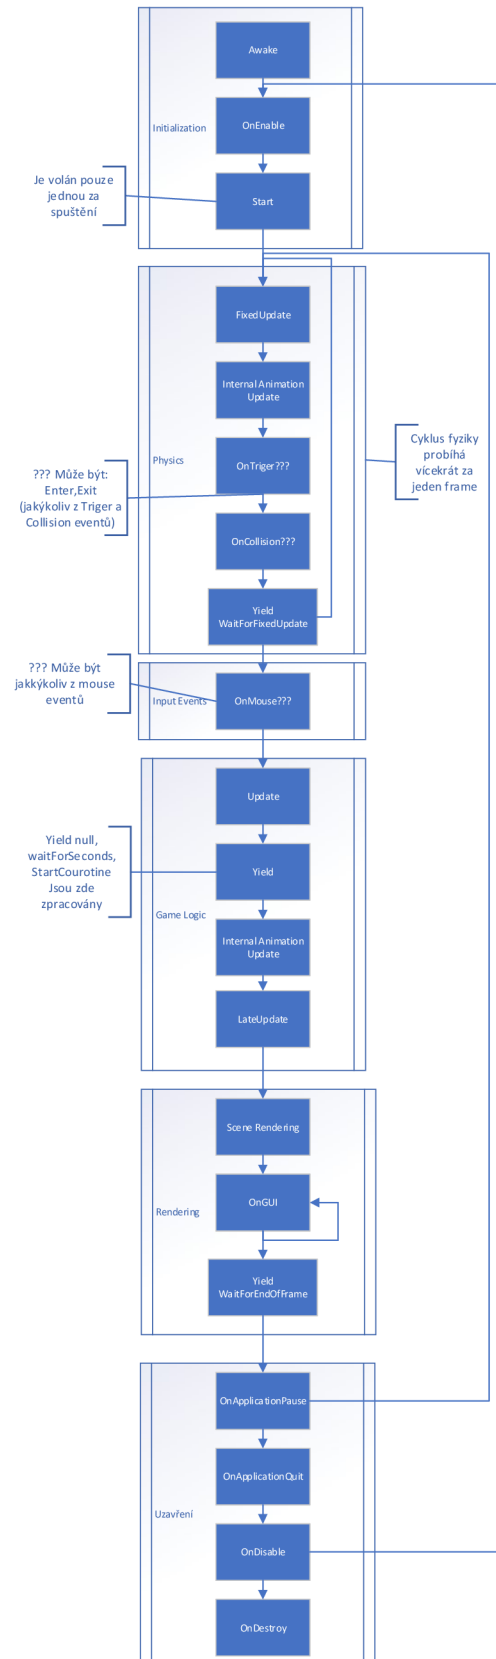 Awake
OnEnable
Initialization
Je volán pouze
jednou za
spuštění
Start
FixedUpdate
Internal Animation
Update
Cyklus fyziky
probíhá
vícekrát za
jeden frame
OnTriger???
Physics
??? Může být:
Enter,Exit
(jakýkoliv z Triger a
Collision eventů)
OnCollision???
Yield
WaitForFixedUpdate
??? Může být
jakkýkoliv z mouse
eventů
Input Events
OnMouse???
Update
Yield null,
waitForSeconds,
StartCourotine
Jsou zde
zpracovány
Yield
Game Logic
Internal Animation
Update
LateUpdate
Scene Rendering
OnGUI
Rendering
Yield
WaitForEndOfFrame
OnApplicationPause
OnApplicationQuit
Uzavření
OnDisable
OnDestroy